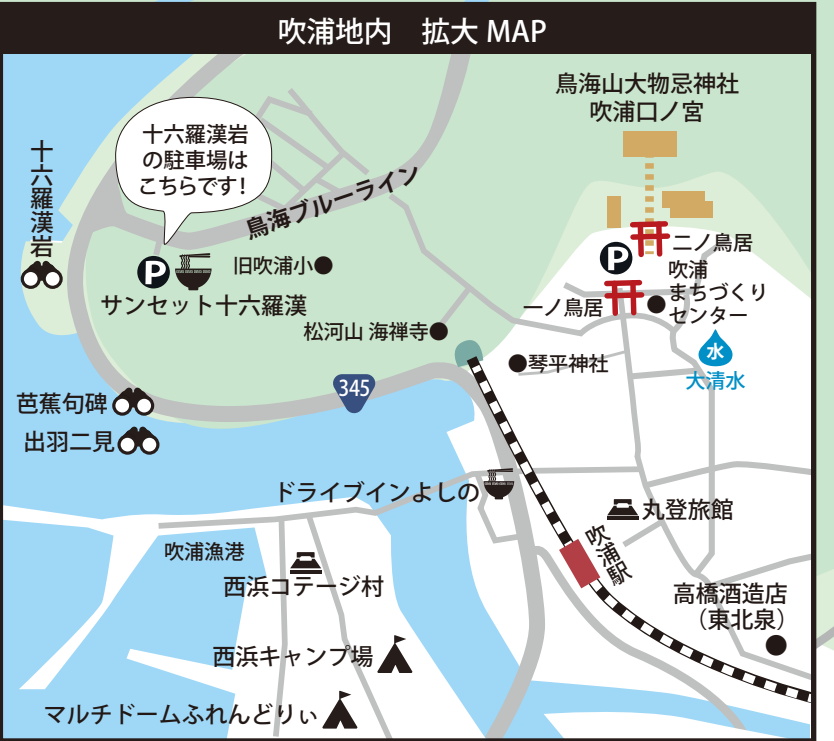 吹浦地内　拡大 MAP
鳥海山大物忌神社
吹浦口ノ宮
十六羅漢岩
の駐車場は
こちらです!
十六羅漢岩
鳥海ブルーライン
P
サンセット十六羅漢
旧吹浦小
二ノ鳥居
P
吹浦
まちづくり
センター
一ノ鳥居
松河山 海禅寺
琴平神社
水
大清水
345
芭蕉句碑
出羽二見
ドライブインよしの
丸登旅館
吹浦駅
吹浦漁港
西浜コテージ村
高橋酒造店
（東北泉）
西浜キャンプ場
マルチドームふれんどりぃ